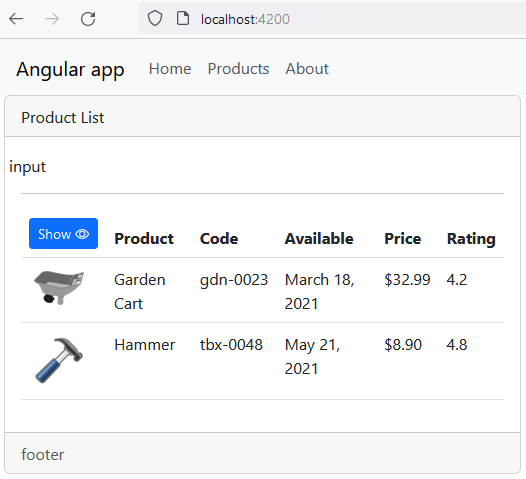 localhost:4200
Angular app Home Products About
Product List
input
Show Product Code Available Price Rating
Garden gdn-0023 March 18, $32.99 4.2
Cart 2021
Hammer tbx-0048 May 21, $8.90 4.8
2021
footer